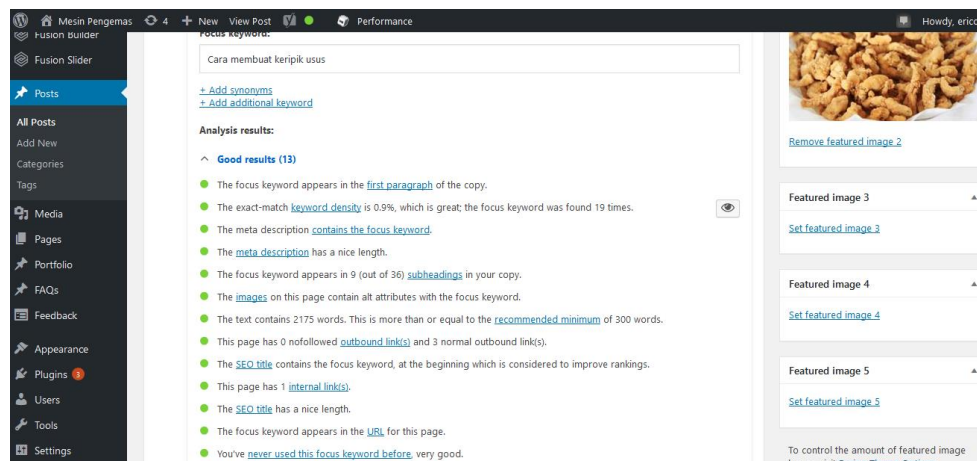 Mesin Pengemas 4 + New View Post Performance Howdy, eric
Fusion Builder
Fusion Slider
Posts
All Posts
Add New
Categories
Tags
Media
Pages
Portfolio
FAQs
Feedback
Appearance
Plugins 3
Users
Tools
Settings
Focus keyword:
Cara membuat keripik usus
+ Add synonyms
+ Add additional keyword
Analysis results:
Good results (13)
The focus keyword appears in the first paragraph of the copy.
The exact-match keyword density is 0.9%, which is great; the focus keyword was found 19 times.
The meta description contains the focus keyword.
The meta description has a nice length.
The focus keyword appears in 9 (out of 36) subheadings in your copy.
The images on this page contain alt attributes with the focus keyword.
The text contains 2175 words. This is more than or equal to the recommended minimum of 300 words.
This page has 0 nofollowed outbound link(s) and 3 normal outbound link(s).
The SEO title contains the focus keyword, at the beginning which is considered to improve rankings.
This page has 1 internal link(s).
The SEO title has a nice length.
The focus keyword appears in the URL for this page.
You've never used this focus keyword before, very good.
Remove featured image 2
Featured image 3
Set featured image 3
Featured image 4
Set featured image 4
Featured image 5
Set featured image 5
To control the amount of featured image